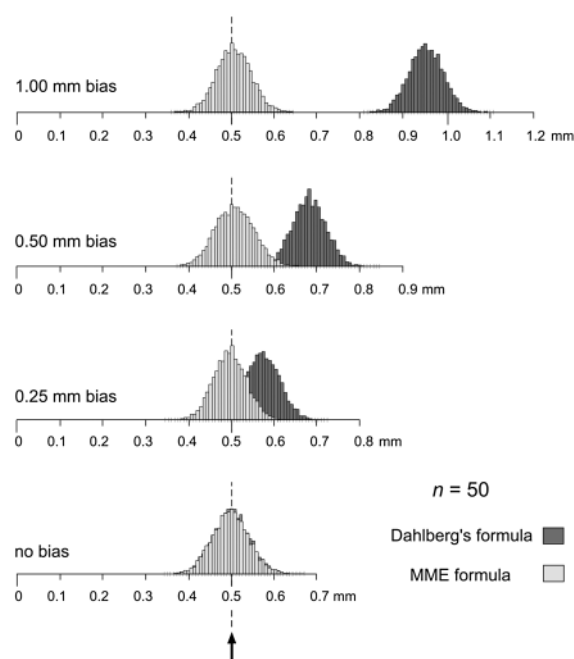 1.00 mm bias
0 0.1 0.2 0.3 0.4 0.5 0.6 0.7 0.8 0.9 1.0 1.1 1.2 mm
0.50 mm bias
0 0.1 0.2 0.3 0.4 0.5 0.6 0.7 0.9 mm
0.25 mm bias
0 0.1 0.2 0.3 0.4 0.5 0.6 0.7 0.8 mm
n = 50
Dahlberg's formula
no bias
MME formula
0 0.1 0.2 0.3 0.4 0.5 0.6 0.7 mm